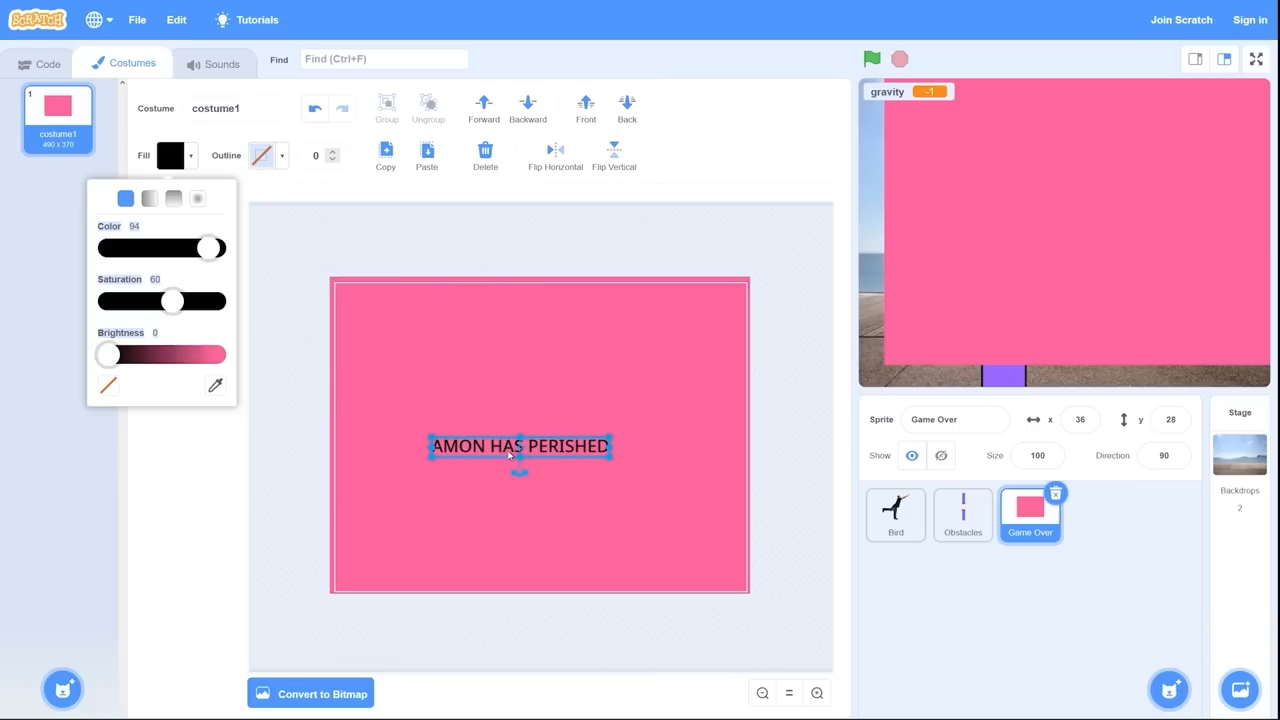 SCRATCH File Edit Tutorials Join Scratch Sign in
Code Costumes Sounds Find Find (Ctrl+F)
1
costume1
490 x 370
Costume costume1 Group Ungroup Forward Backward Front Back
Fill Outline 0 Copy Paste Delete Flip Horizontal Flip Vertical
Color 94
Saturation 60
Brightness 0
AMON HAS PERISHED
Convert to Bitmap
gravity -1
Sprite Game Over x 36 y 28
Show Size 100 Direction 90
Bird Obstacles Game Over
Stage
Backdrops
2